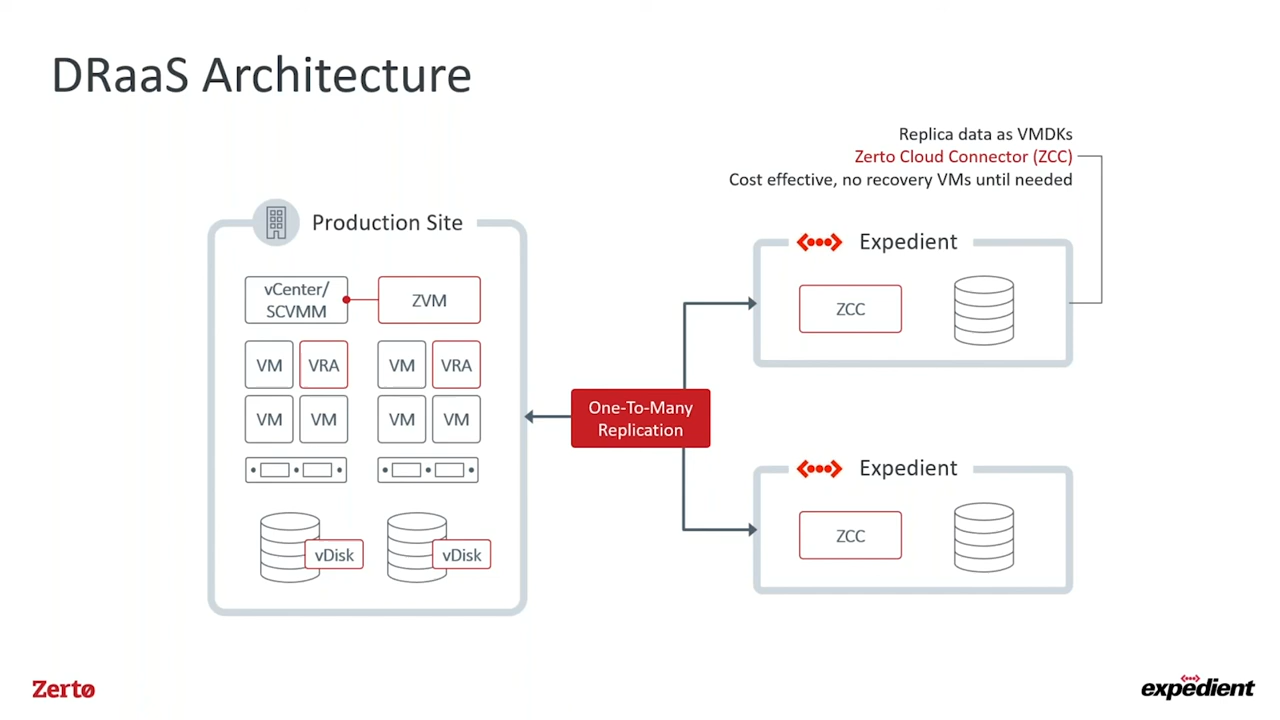 DRaaS Architecture
Replica data as VMDKs
Zerto Cloud Connector (ZCC)
Cost effective, no recovery VMs until needed
Production Site
vCenter/
SCVMM
ZVM
VM
VRA
VM
VRA
VM
VM
VM
VM
vDisk
vDisk
One-To-Many
Replication
Expedient
ZCC
Expedient
ZCC
Zerto
expedient